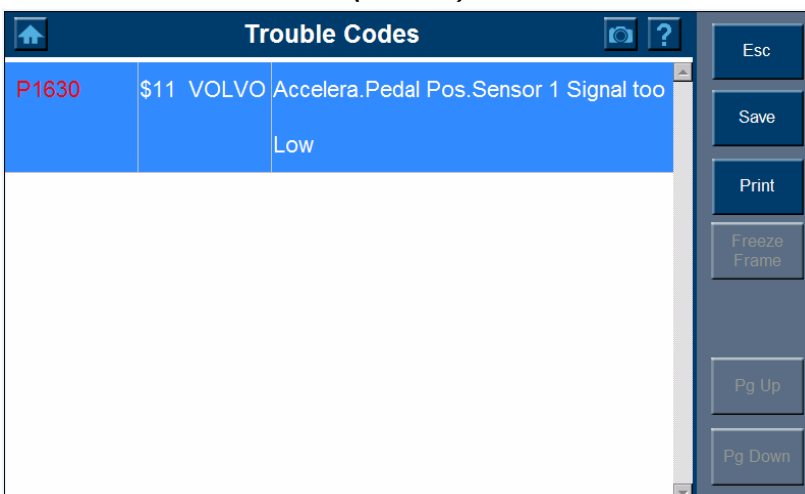 Trouble Codes
?
Esc
P1630 $11 VOLVO Accelera.Pedal Pos.Sensor 1 Signal too
Low
Save
Print
Freeze
Frame
Pg Up
Pg Down